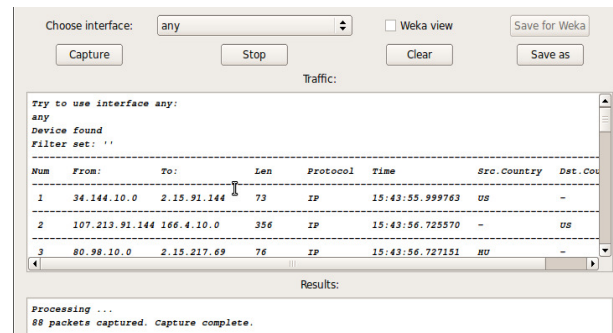 Choose interface: any Weka view Save for Weka
Capture Stop Clear Save as
Traffic:
Try to use interface any:
any
Device found
Filter set: ''
Num From: To: Len Protocol Time Src.Country Dst.Cou
1 34.144.10.0 2.15.91.144 73 IP 15:43:55.999763 US -
2 107.213.91.144 166.4.10.0 356 IP 15:43:56.725570 - US
3 80.98.10.0 2.15.217.69 76 IP 15:43:56.727151 HU -
Results:
Processing ...
88 packets captured. Capture complete.